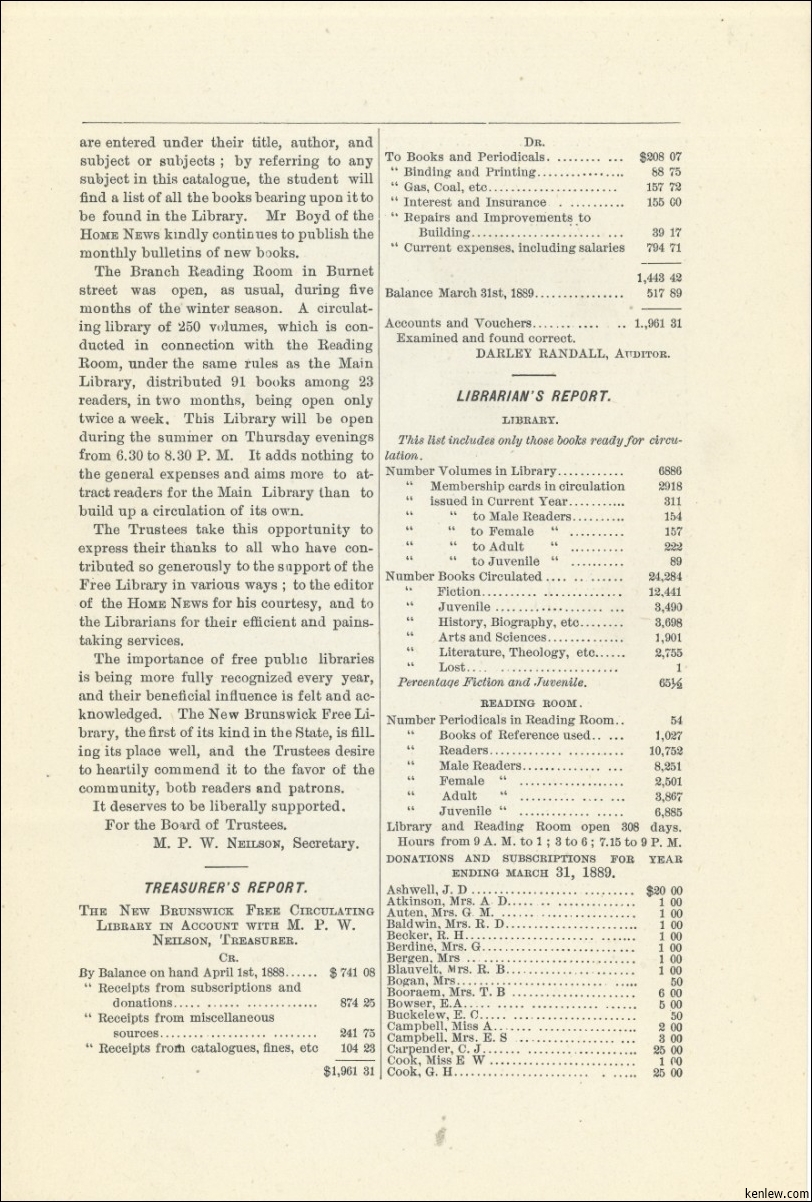 are entered under their title, author, and
subject or subjects ; by referring to any
subject in this catalogue, the student will
find a list of all the books bearing upon it to
be found in the Library. Mr Boyd of the
HOME NEWS kindly continues to publish the
monthly bulletins of new books.
The Branch Reading Room in Burnet
street was open, as usual, during five
months of the winter season. A circulat-
ing library of 250 volumes, which is con-
ducted in connection with the Reading
Room, under the same rules as the Main
Library, distributed 91 books among 23
readers, in two months, being open only
twice a week. This Library will be open
during the summer on Thursday evenings
from 6.30 to 8.30 P. M. It adds nothing to
the general expenses and aims more to at-
tract readers for the Main Library than to
build up a circulation of its own.
The Trustees take this opportunity to
express their thanks to all who have con-
tributed so generously to the support of the
Free Library in various ways ; to the editor
of the HOME NEWS for his courtesy, and to
the Librarians for their efficient and pains-
taking services.
The importance of free public libraries
is being more fully recognized every year,
and their beneficial influence is felt and ac-
knowledged. The New Brunswick Free Li-
brary, the first of its kind in the State, is fill-
ing its place well, and the Trustees desire
to heartily commend it to the favor of the
community, both readers and patrons.
It deserves to be liberally supported.
For the Board of Trustees.
M. P. W. NEILSON, Secretary.
TREASURER'S REPORT.
THE NEW BRUNSWICK FREE CIRCULATING
LIBRARY IN ACCOUNT WITH M. P. W.
NEILSON, TREASURER.
CR.
By Balance on hand April 1st, 1888...... $ 741 08
“ Receipts from subscriptions and
donations..... ...... ............. 874 25
“ Receipts from miscellaneous
sources.......... ..... ........ 241 75
“ Receipts from catalogues, fines, etc 104 23
$1,961 31
DR.
To Books and Periodicals. ........ ... $208 07
“ Binding and Printing................ 88 75
“ Gas, Coal, etc....................... 157 72
“ Interest and Insurance . .......... 155 00
“ Repairs and Improvements to
Building........................ ... 39 17
“ Current expenses, including salaries 794 71
1,443 42
Balance March 31st, 1889................ 517 89
Accounts and Vouchers....... .... .. 1.,961 31
Examined and found correct.
DARLEY RANDALL, AUDITOR.
LIBRARIAN'S REPORT.
LIBRARY.
This list includes only those books ready for circu-
lation.
Number Volumes in Library............ 6886
“ Membership cards in circulation 2918
“ issued in Current Year........... 311
“ “ to Male Readers.......... 154
“ “ to Female “ .......... 157
“ “ to Adult “ .......... 222
“ “ to Juvenile “ .......... 89
Number Books Circulated .... .. ...... 24,284
“ Fiction.......... .............. 12,441
“ Juvenile .................. ... 3,490
“ History, Biography, etc........ 3,698
“ Arts and Sciences.............. 1,901
“ Literature, Theology, etc...... 2,755
“ Lost.... ...................... 1
Percentage Fiction and Juvenile. 65½
READING ROOM.
Number Periodicals in Reading Room.. 54
“ Books of Reference used.. ... 1,027
“ Readers............ .......... 10,752
“ Male Readers.............. ... 8,251
“ Female “ ................... 2,501
“ Adult “ .......... .... ... 3,867
“ Juvenile “ ............. ..... 6,885
Library and Reading Room open 308 days.
Hours from 9 A. M. to 1 ; 3 to 6 ; 7.15 to 9 P. M.
DONATIONS AND SUBSCRIPTIONS FOR YEAR
ENDING MARCH 31, 1889.
Ashwell, J. D ............................ $20 00
Atkinson, Mrs. A D..... .. .............. 1 00
Auten, Mrs. G M. ...... ................ 1 00
Baldwin, Mrs. R. D....................... 1 00
Becker, R. H....................... ....... 1 00
Berdine, Mrs. G.......................... 1 00
Bergen, Mrs .. .......................... 1 00
Blauvelt, Mrs. R. B....................... 1 00
Bogan, Mrs............................ ..... 50
Booraem, Mrs. T. B ...................... 6 00
Bowser, E.A..... ................. ...... 5 00
Buckelew, E. C..... ...................... 50
Campbell, Miss A....... ................. 2 00
Campbell, Mrs. E. S ................ ... 3 00
Carpender, C. J....... .................. 25 00
Cook, Miss E W ......................... 1 00
Cook, G. H........................ . ..... 25 00
kenlew.com